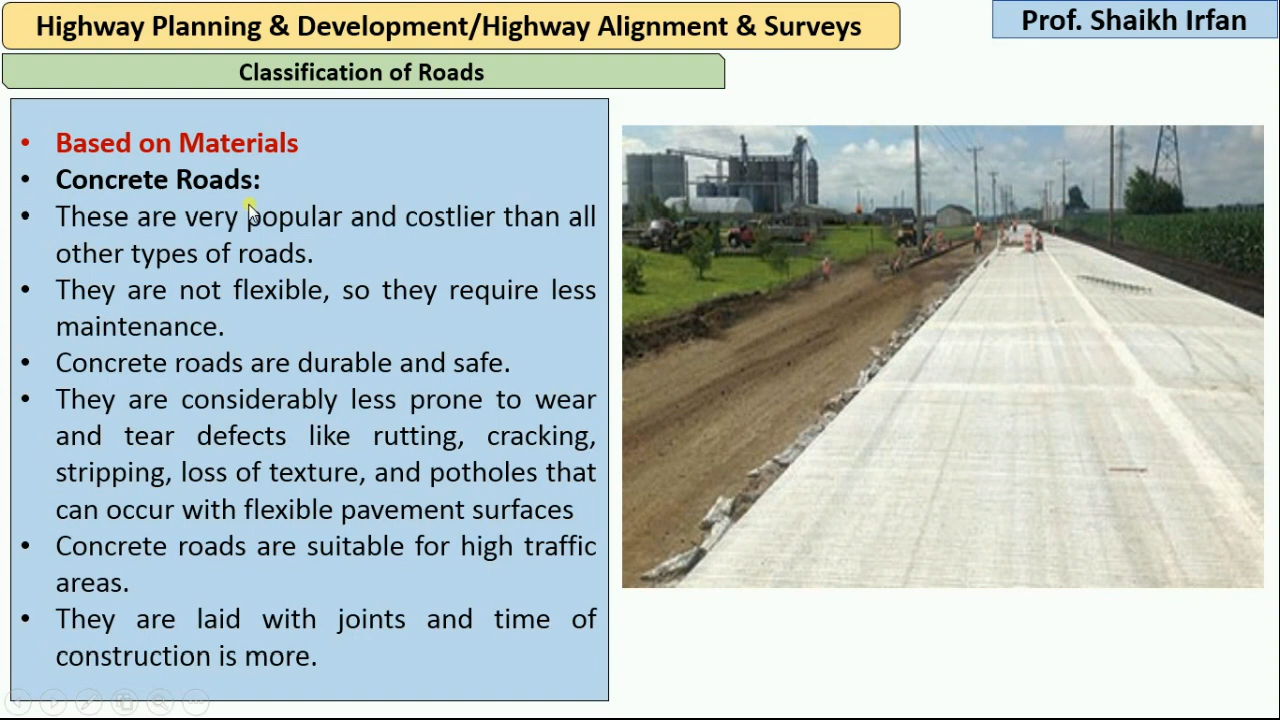 Highway Planning & Development/Highway Alignment & Surveys
Prof. Shaikh Irfan
Classification of Roads
• Based on Materials
• Concrete Roads:
• These are very popular and costlier than all
other types of roads.
• They are not flexible, so they require less
maintenance.
• Concrete roads are durable and safe.
• They are considerably less prone to wear
and tear defects like rutting, cracking,
stripping, loss of texture, and potholes that
can occur with flexible pavement surfaces
• Concrete roads are suitable for high traffic
areas.
• They are laid with joints and time of
construction is more.